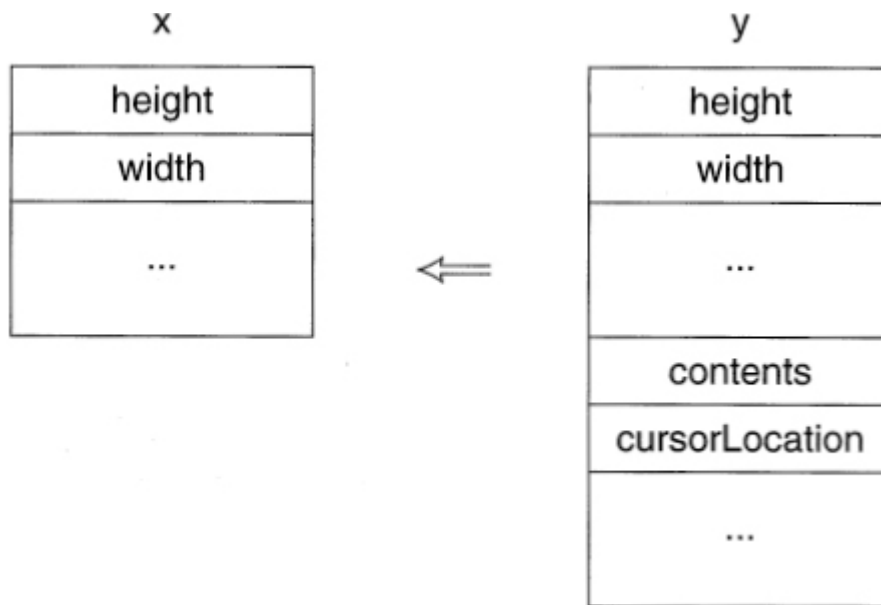 x
height
width
...
y
height
width
...
contents
cursorLocation
...